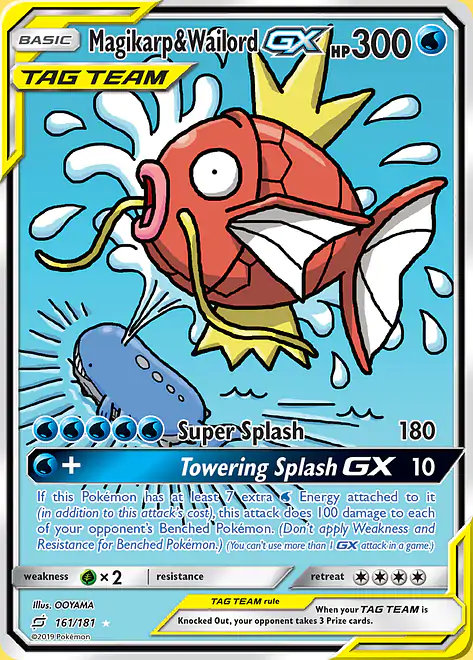 BASIC Magikarp&Wailord GX HP300
TAG TEAM
Super Splash 180
+ Towering Splash GX 10
If this Pokémon has at least 7 extra Energy attached to it
(in addition to this attack's cost), this attack does 100 damage to each
of your opponent's Benched Pokémon. (Don't apply Weakness and
Resistance for Benched Pokémon.) (You can't use more than 1 GX attack in a game.)
weakness ×2 resistance retreat
Illus. OOYAMA
161/181
©2019 Pokémon
TAG TEAM rule
When your TAG TEAM is
Knocked Out, your opponent takes 3 Prize cards.